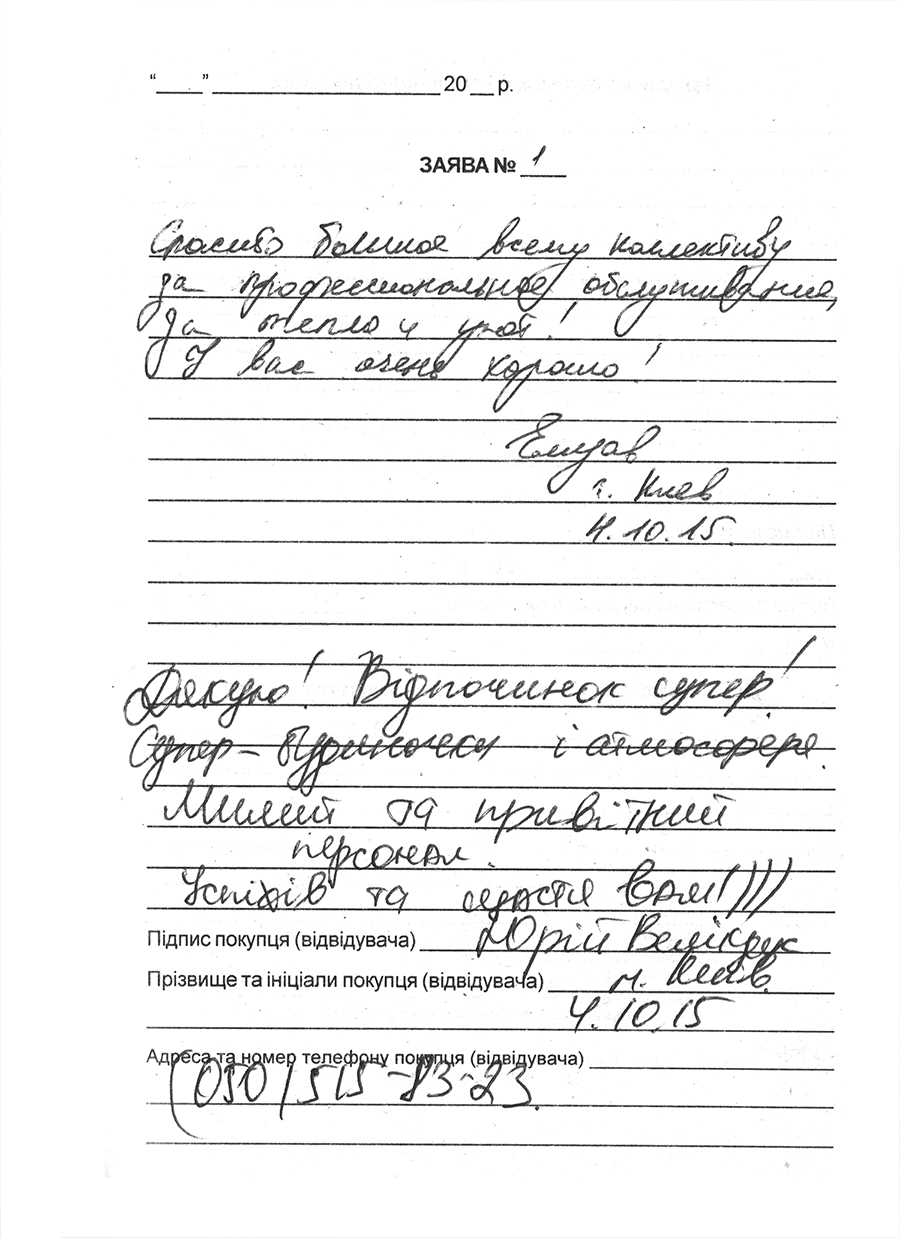 “____” ____________________ 20 __ р.
ЗАЯВА № 1
Спасибо большое всему коллективу
за профессиональное обслуживание,
За тепло и уют!
У вас очень хорошо!
г. Киев
4.10.15.
Дякую! Відпочинок супер!
Супер - будиночки і атмосфера.
Милий та привітний
персонал.
Успіхів та щастя Вам!)))
Підпис покупця (відвідувача) Юрій
Прізвище та ініціали покупця (відвідувача) м. Київ.
4.10.15
Адреса та номер телефону покупця (відвідувача)
(050) 515-83-23.